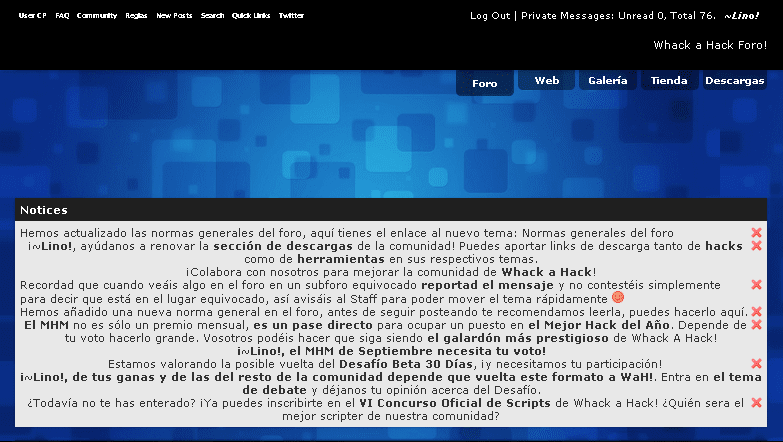 User CP FAQ Community Reglas New Posts Search Quick Links Twitter
Log Out | Private Messages: Unread 0, Total 76. ~Lino!
Whack a Hack Foro!
Foro Web Galería Tienda Descargas
Notices
Hemos actualizado las normas generales del foro, aquí tienes el enlace al nuevo tema: Normas generales del foro
¡~Lino!, ayúdanos a renovar la sección de descargas de la comunidad! Puedes aportar links de descarga tanto de hacks
como de herramientas en sus respectivos temas.
¡Colabora con nosotros para mejorar la comunidad de Whack a Hack!
Recordad que cuando veáis algo en el foro en un subforo equivocado reportad el mensaje y no contestéis simplemente
para decir que está en el lugar equivocado, así avisáis al Staff para poder mover el tema rápidamente
Hemos añadido una nueva norma general en el foro, antes de seguir posteando te recomendamos leerla, puedes hacerlo aquí.
El MHM no es sólo un premio mensual, es un pase directo para ocupar un puesto en el Mejor Hack del Año. Depende de
tu voto hacerlo grande. Vosotros podéis hacer que siga siendo el galardón más prestigioso de Whack A Hack!
¡~Lino!, el MHM de Septiembre necesita tu voto!
Estamos valorando la posible vuelta del Desafío Beta 30 Días, ¡y necesitamos tu participación!
¡~Lino!, de tus ganas y de las del resto de la comunidad depende que vuelta este formato a WaH!. Entra en el tema
de debate y déjanos tu opinión acerca del Desafío.
¿Todavía no te has enterado? ¡Ya puedes inscribirte en el VI Concurso Oficial de Scripts de Whack a Hack! ¿Quién sera el
mejor scripter de nuestra comunidad?